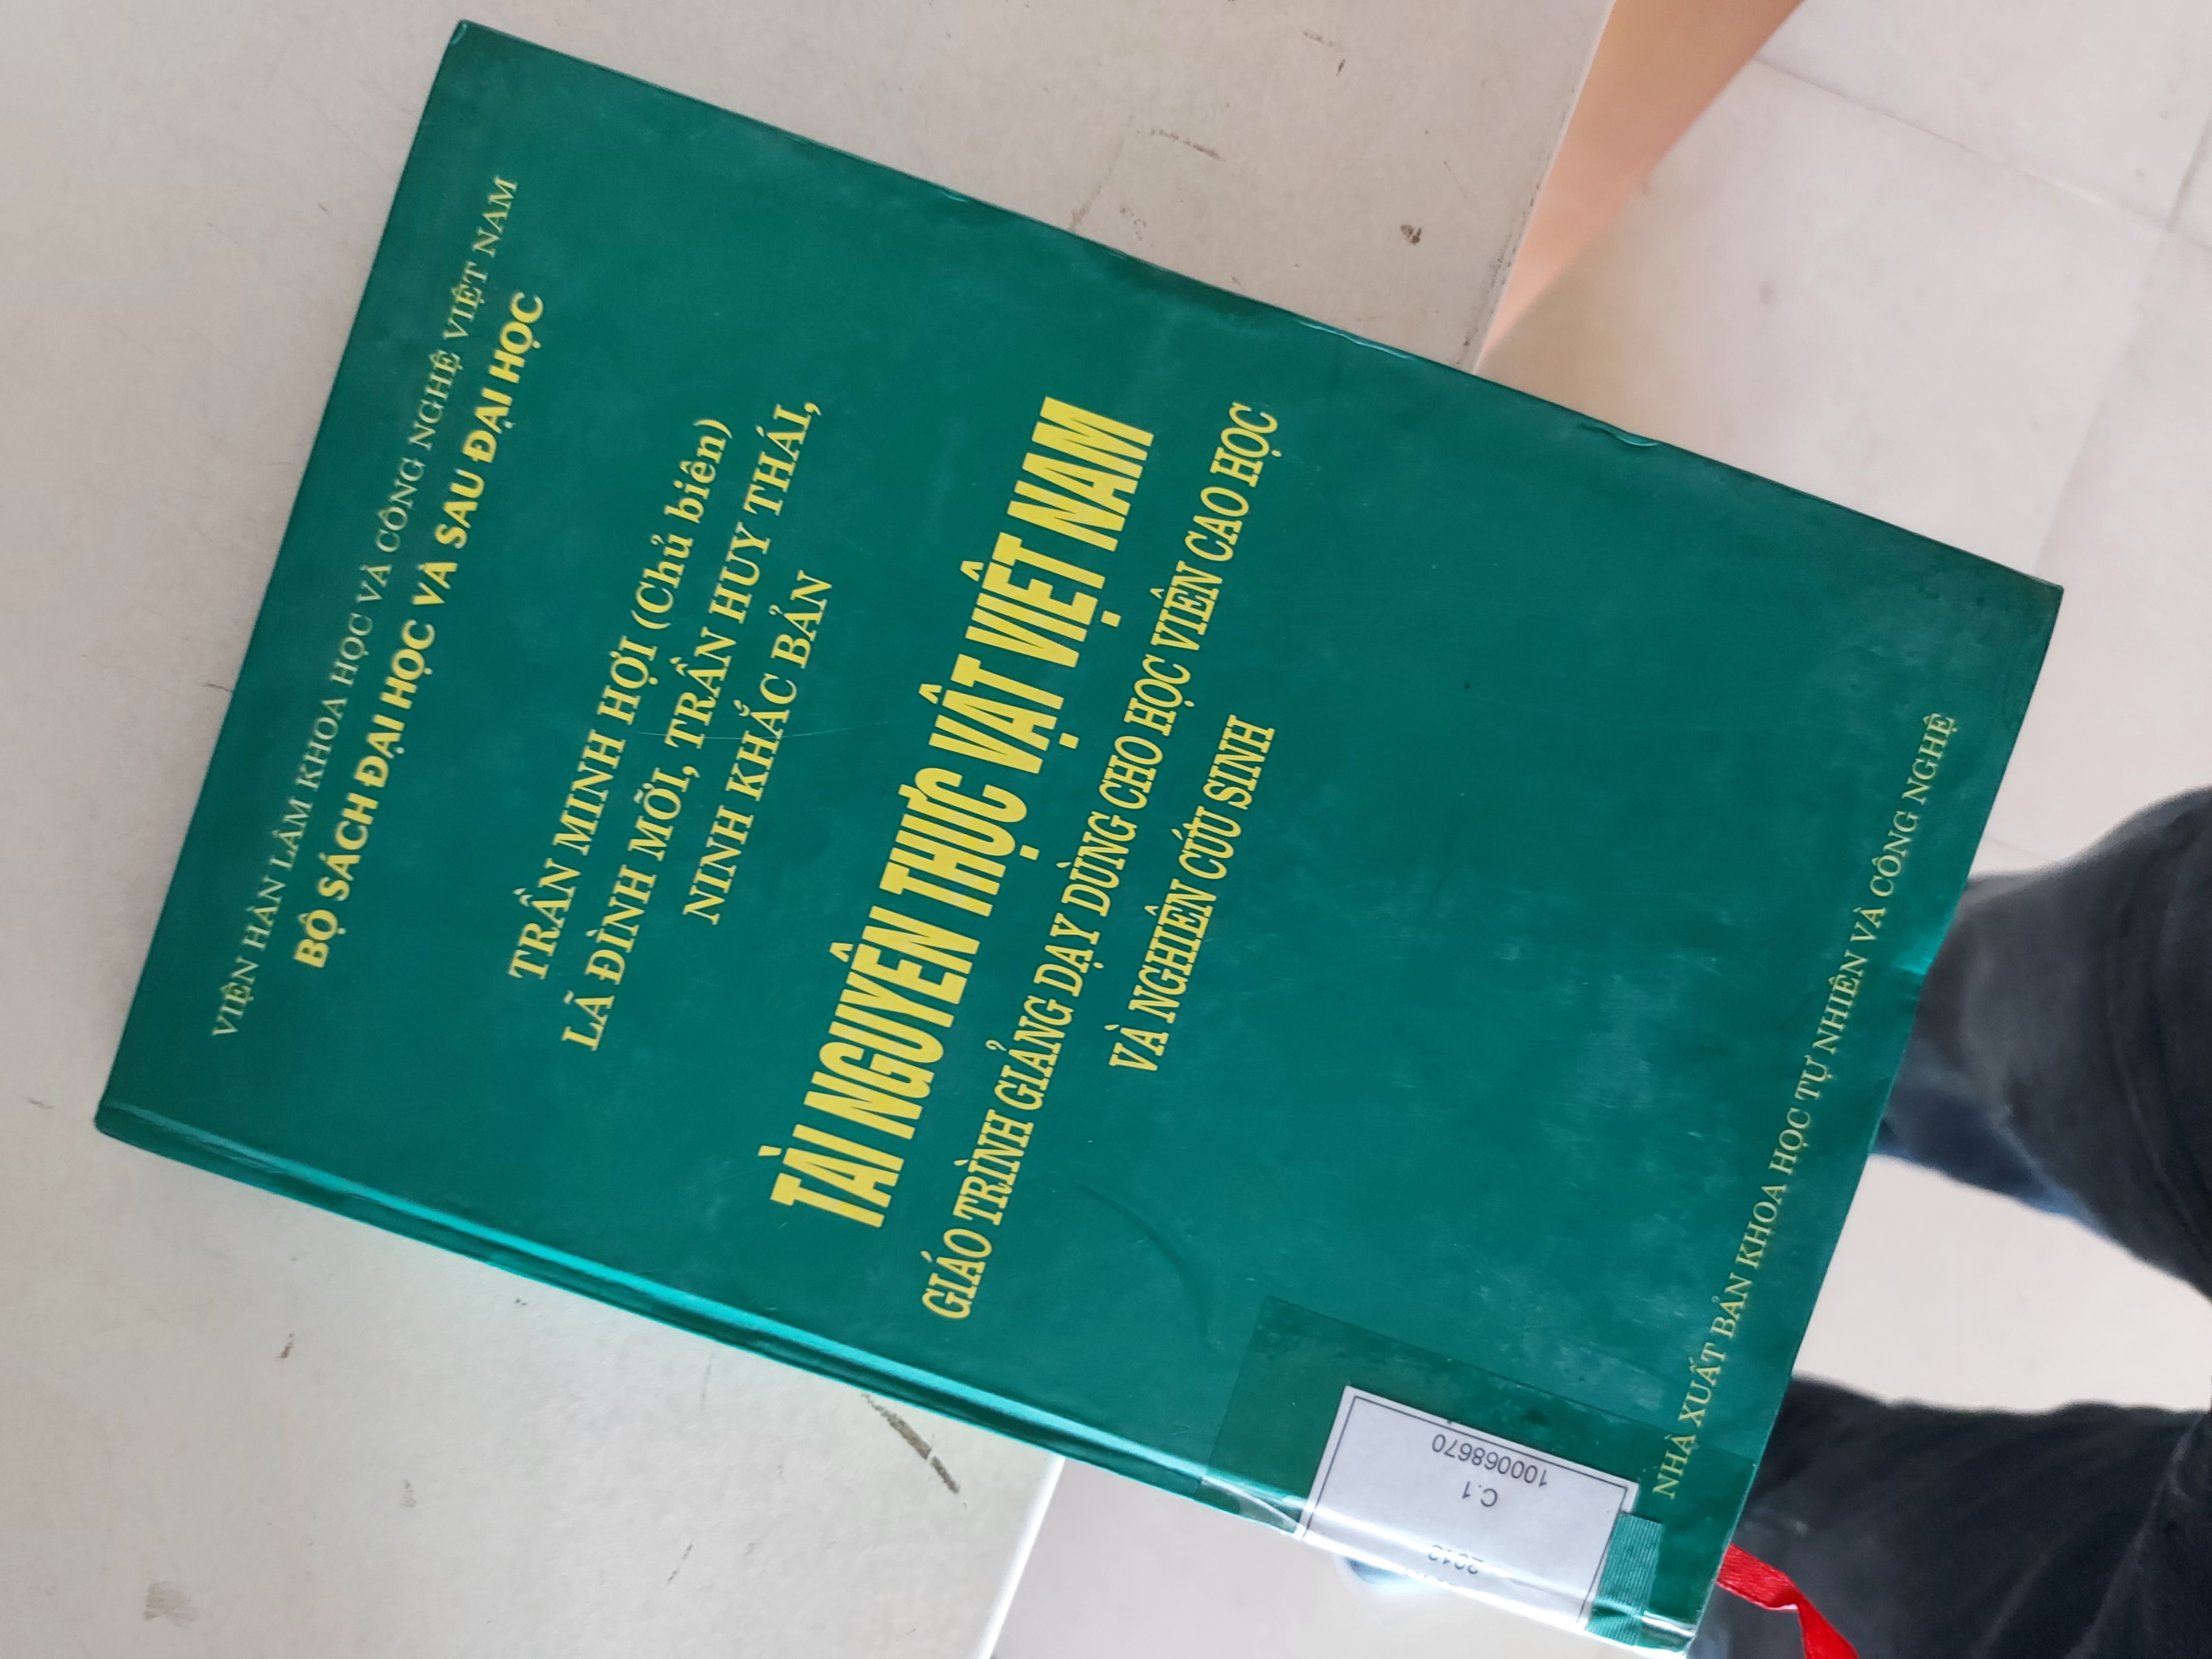 VIỆN HÀN LÂM KHOA HỌC VÀ CÔNG NGHỆ VIỆT NAM
BỘ SÁCH ĐẠI HỌC VÀ SAU ĐẠI HỌC
TRẦN MINH HỢI (Chủ biên)
LÃ ĐÌNH MỠI, TRẦN HUY THÁI,
NINH KHẮC BẢN
TÀI NGUYÊN THỰC VẬT VIỆT NAM
GIÁO TRÌNH GIẢNG DẠY DÙNG CHO HỌC VIÊN CAO HỌC
VÀ NGHIÊN CỨU SINH
C.1
100068670
NHÀ XUẤT BẢN KHOA HỌC TỰ NHIÊN VÀ CÔNG NGHỆ